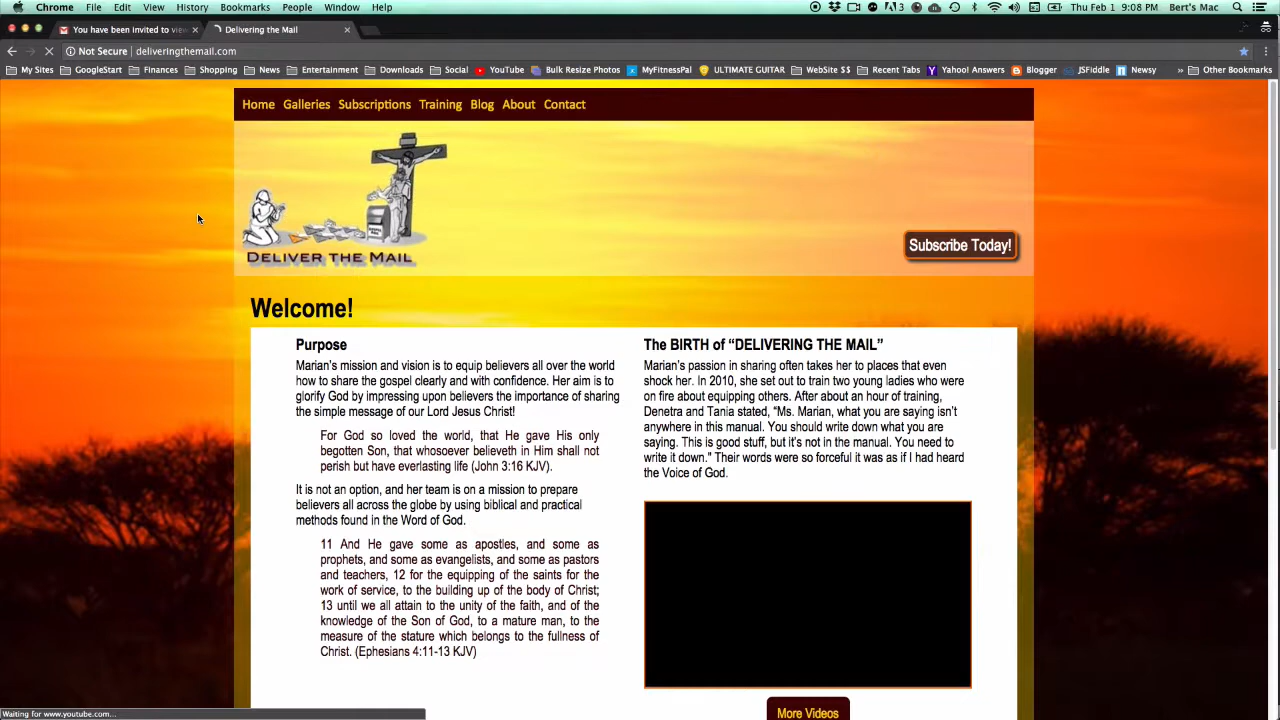 Chrome File Edit View History Bookmarks People Window Help
3 Thu Feb 1 9:08 PM Bert's Mac
You have been invited to vie
Delivering the Mail
Not Secure | deliveringthemail.com
My Sites GoogleStart Finances Shopping News Entertainment Downloads Social YouTube Bulk Resize Photos MyFitnessPal ULTIMATE GUITAR WebSite $$ Recent Tabs Yahoo! Answers Blogger JSFiddle Newsy » Other Bookmarks
Home Galleries Subscriptions Training Blog About Contact
DELIVER THE MAIL
Subscribe Today!
Welcome!
Purpose
Marian's mission and vision is to equip believers all over the world
how to share the gospel clearly and with confidence. Her aim is to
glorify God by impressing upon believers the importance of sharing
the simple message of our Lord Jesus Christ!
For God so loved the world, that He gave His only
begotten Son, that whosoever believeth in Him shall not
perish but have everlasting life (John 3:16 KJV).
It is not an option, and her team is on a mission to prepare
believers all across the globe by using biblical and practical
methods found in the Word of God.
11 And He gave some as apostles, and some as
prophets, and some as evangelists, and some as pastors
and teachers, 12 for the equipping of the saints for the
work of service, to the building up of the body of Christ;
13 until we all attain to the unity of the faith, and of the
knowledge of the Son of God, to a mature man, to the
measure of the stature which belongs to the fullness of
Christ. (Ephesians 4:11-13 KJV)
The BIRTH of “DELIVERING THE MAIL”
Marian's passion in sharing often takes her to places that even
shock her. In 2010, she set out to train two young ladies who were
on fire about equipping others. After about an hour of training,
Denetra and Tania stated, “Ms. Marian, what you are saying isn't
anywhere in this manual. You should write down what you are
saying. This is good stuff, but it's not in the manual. You need to
write it down.” Their words were so forceful it was as if I had heard
the Voice of God.
More Videos
Waiting for www.youtube.com...